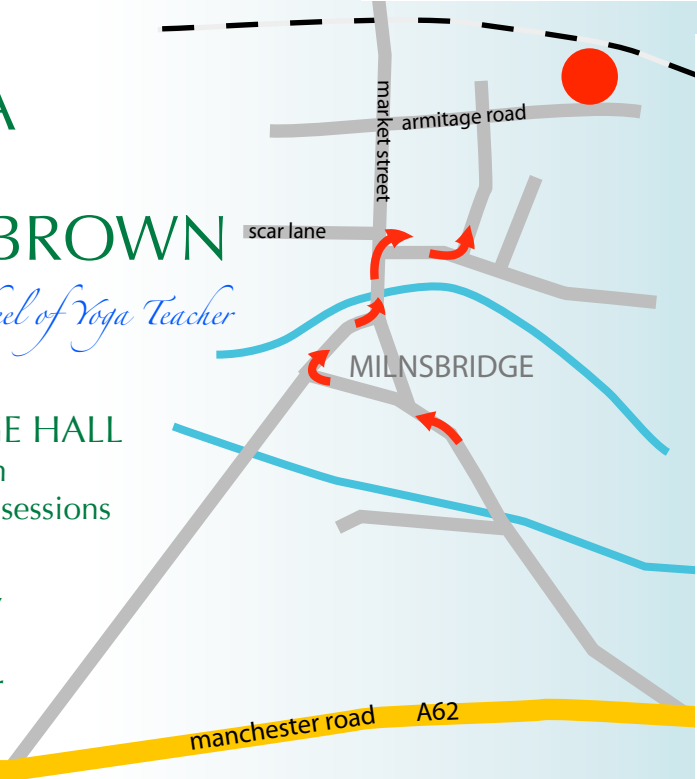 A
BROWN
eel of Yoga Teacher
E HALL
sessions
market street
armitage road
scar lane
MILNSBRIDGE
manchester road A62